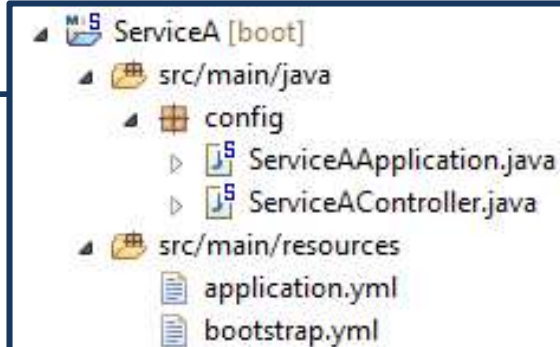 ServiceA [boot]
src/main/java
config
ServiceAApplication.java
ServiceAController.java
src/main/resources
application.yml
bootstrap.yml